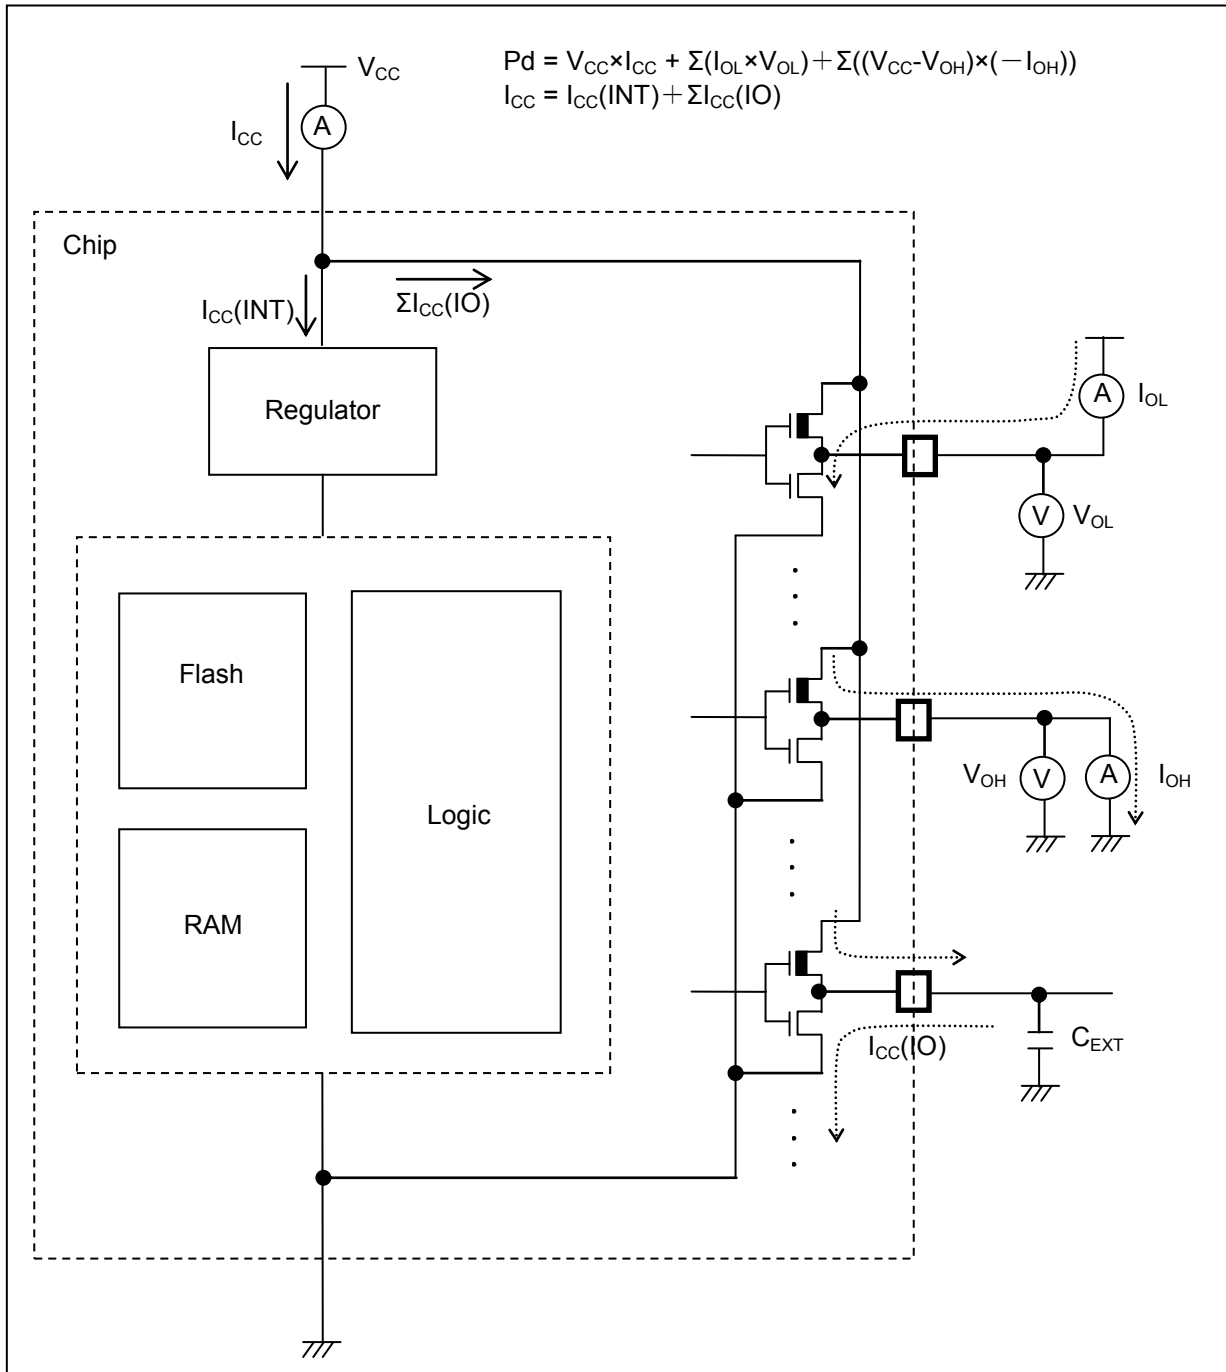 Pd = VCC×ICC + Σ(IOL×VOL)+Σ((VCC-VOH)×(-IOH))
ICC = ICC(INT)+ΣICC(IO)
VCC
A
ICC
Chip
ICC(INT)
ΣICC(IO)
Regulator
A
IOL
V
VOL
Flash
Logic
RAM
VOH
V
A
IOH
ICC(IO)
CEXT